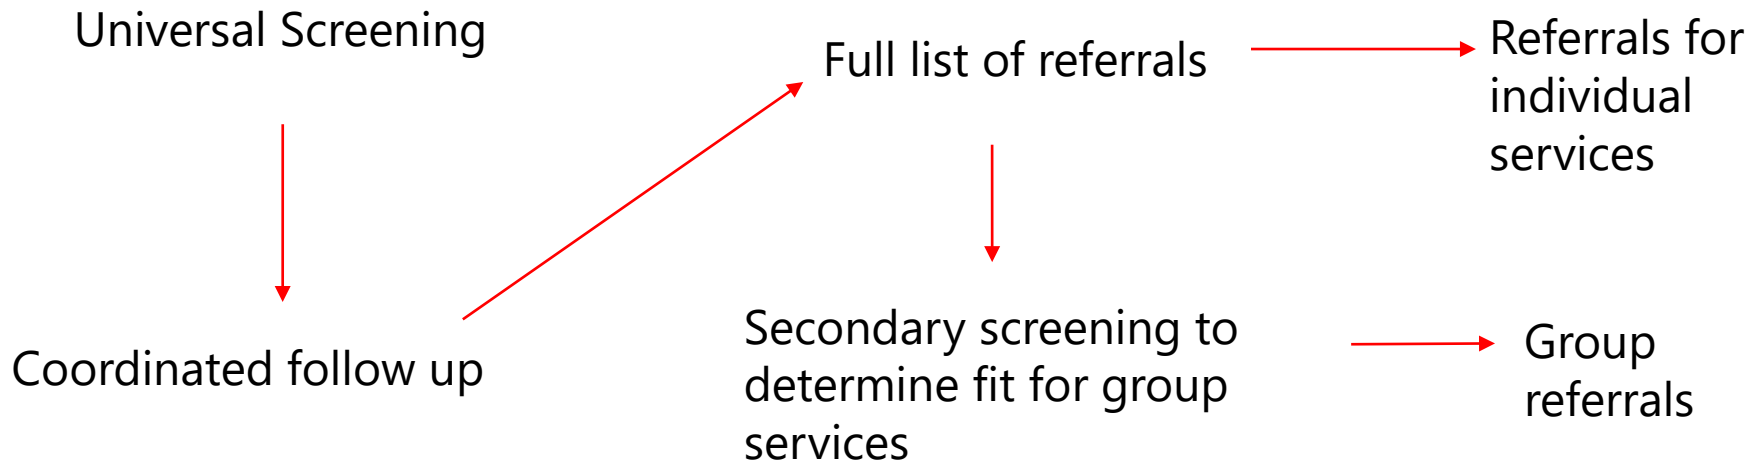 Universal Screening
Coordinated follow up
Full list of referrals
Referrals for
individual
services
Secondary screening to
determine fit for group
services
Group
referrals